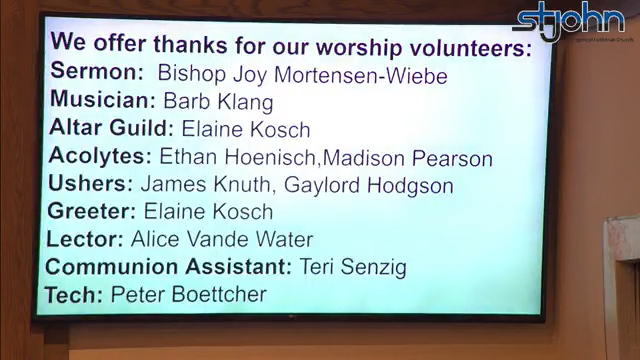 stjohn
We offer thanks for our worship volunteers:
Sermon: Bishop Joy Mortensen-Wiebe
Musician: Barb Klang
Altar Guild: Elaine Kosch
Acolytes: Ethan Hoenisch,Madison Pearson
Ushers: James Knuth, Gaylord Hodgson
Greeter: Elaine Kosch
Lector: Alice Vande Water
Communion Assistant: Teri Senzig
Tech: Peter Boettcher